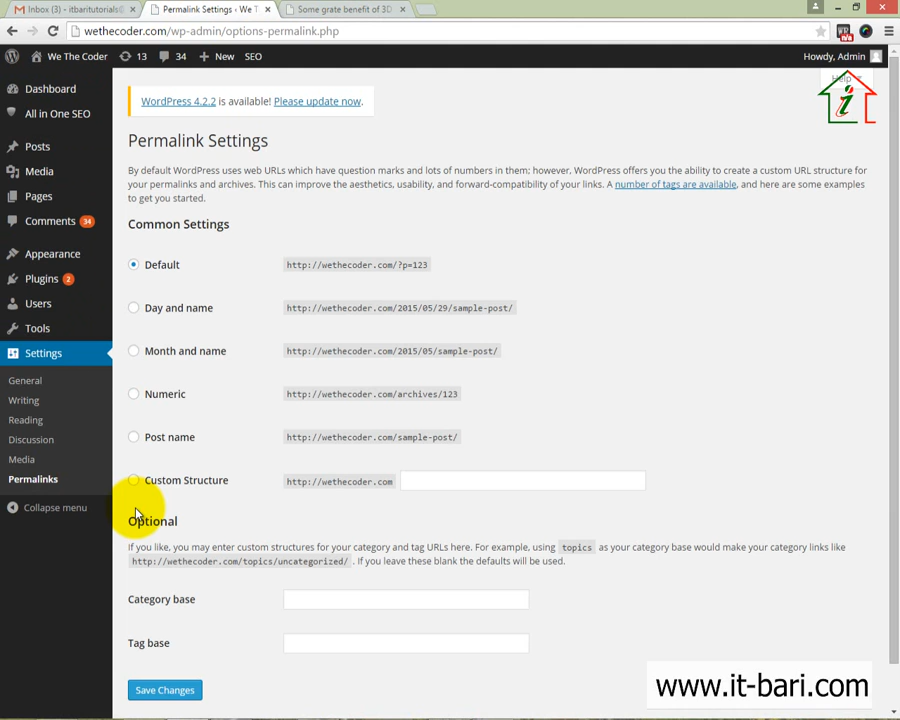 Inbox (3) - itbaritutorials@
Permalink Settings ‹ We T
Some grate benefit of 3D
wethecoder.com/wp-admin/options-permalink.php
We The Coder 13 34 New SEO Howdy, Admin
Help
Dashboard
All in One SEO
Posts
Media
Pages
Comments 34
Appearance
Plugins 2
Users
Tools
Settings
General
Writing
Reading
Discussion
Media
Permalinks
Collapse menu
WordPress 4.2.2 is available! Please update now.
Permalink Settings
By default WordPress uses web URLs which have question marks and lots of numbers in them; however, WordPress offers you the ability to create a custom URL structure for
your permalinks and archives. This can improve the aesthetics, usability, and forward-compatibility of your links. A number of tags are available, and here are some examples
to get you started.
Common Settings
Default http://wethecoder.com/?p=123
Day and name http://wethecoder.com/2015/05/29/sample-post/
Month and name http://wethecoder.com/2015/05/sample-post/
Numeric http://wethecoder.com/archives/123
Post name http://wethecoder.com/sample-post/
Custom Structure http://wethecoder.com
Optional
If you like, you may enter custom structures for your category and tag URLs here. For example, using topics as your category base would make your category links like
http://wethecoder.com/topics/uncategorized/ . If you leave these blank the defaults will be used.
Category base
Tag base
Save Changes
www.it-bari.com